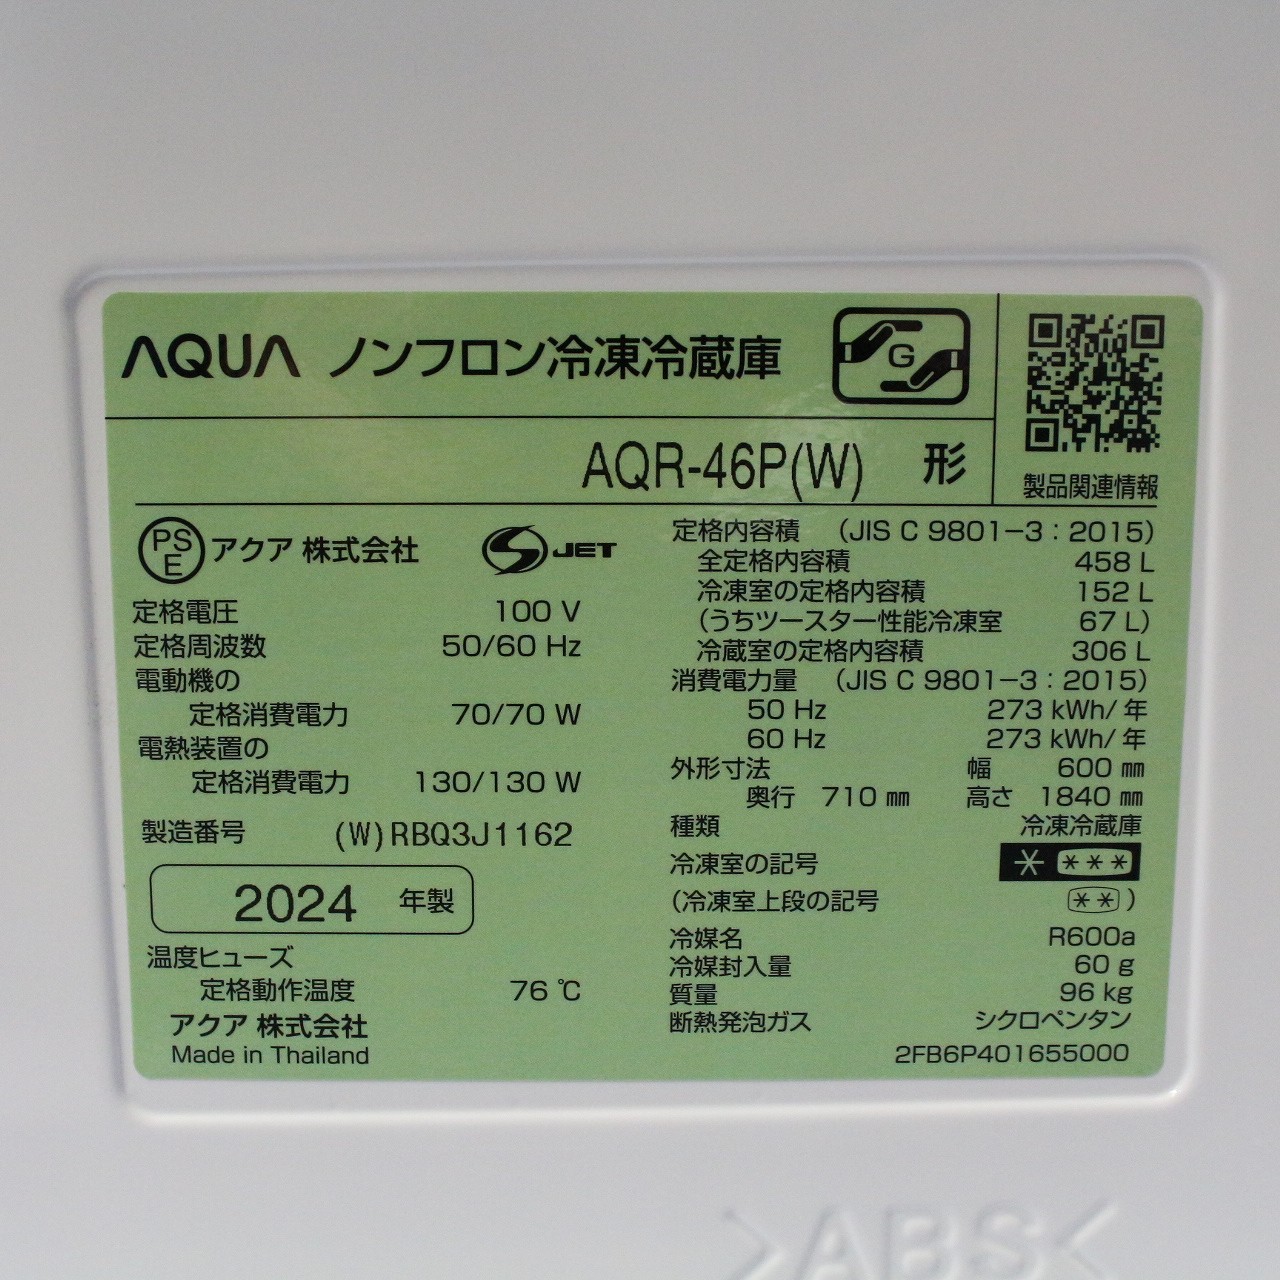 AQUA ノンフロン冷凍冷蔵庫
G
AQR-46P(W) 形
製品関連情報
PSE アクア 株式会社 S JET
定格電圧 100 V
定格周波数 50/60 Hz
電動機の
定格消費電力 70/70 W
電熱装置の
定格消費電力 130/130 W
製造番号 (W)RBQ3J1162
2024 年製
温度ヒューズ
定格動作温度 76 ℃
アクア 株式会社
Made in Thailand
定格内容積 (JIS C 9801-3：2015)
全定格内容積 458 L
冷凍室の定格内容積 152 L
(うちツースター性能冷凍室 67 L)
冷蔵室の定格内容積 306 L
消費電力量 (JIS C 9801-3：2015)
50 Hz 273 kWh/年
60 Hz 273 kWh/年
外形寸法 幅 600 ㎜
奥行 710 ㎜ 高さ 1840 ㎜
種類 冷凍冷蔵庫
冷凍室の記号 * ***
(冷凍室上段の記号 **)
冷媒名 R600a
冷媒封入量 60 g
質量 96 kg
断熱発泡ガス シクロペンタン
2FB6P401655000
>ABS<